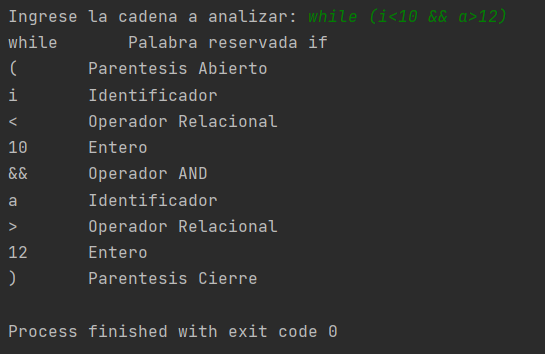 Ingrese la cadena a analizar: while (i<10 && a>12)
while Palabra reservada if
( Parentesis Abierto
i Identificador
< Operador Relacional
10 Entero
&& Operador AND
a Identificador
> Operador Relacional
12 Entero
) Parentesis Cierre
Process finished with exit code 0